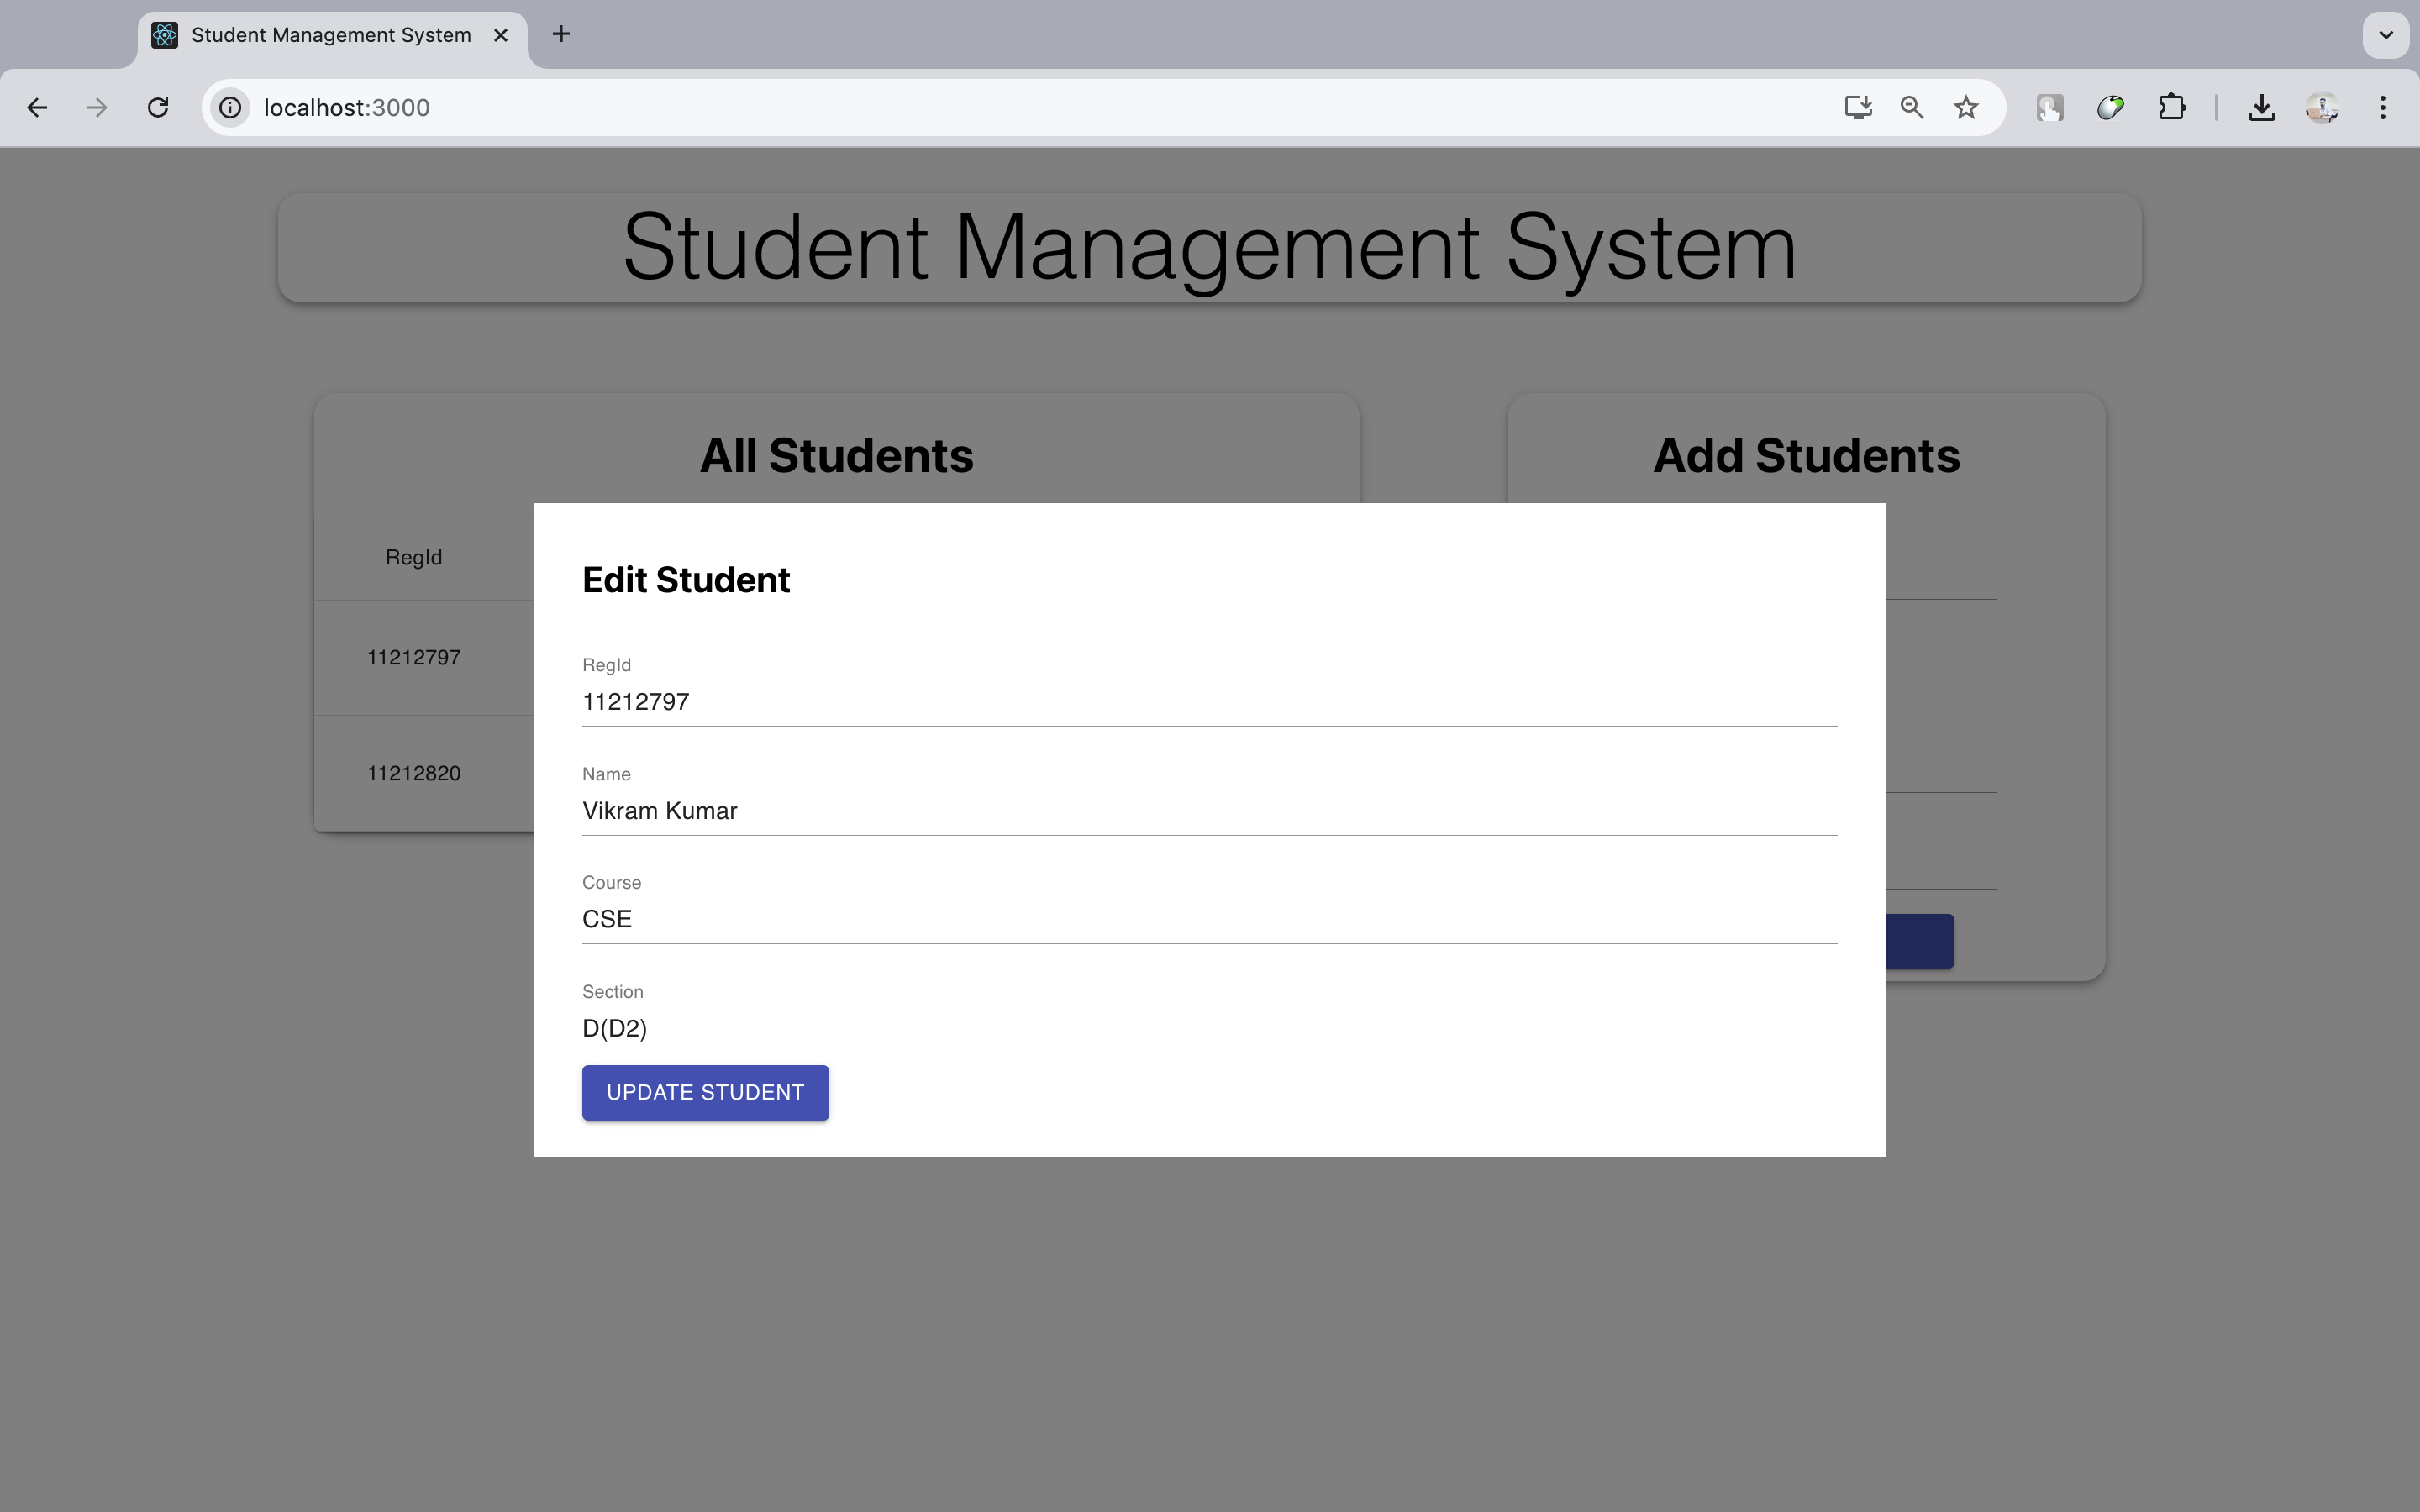 Student Management System
localhost:3000
Student Management System
All Students
Add Students
RegId
11212797
11212820
Edit Student
RegId
11212797
Name
Vikram Kumar
Course
CSE
Section
D(D2)
UPDATE STUDENT